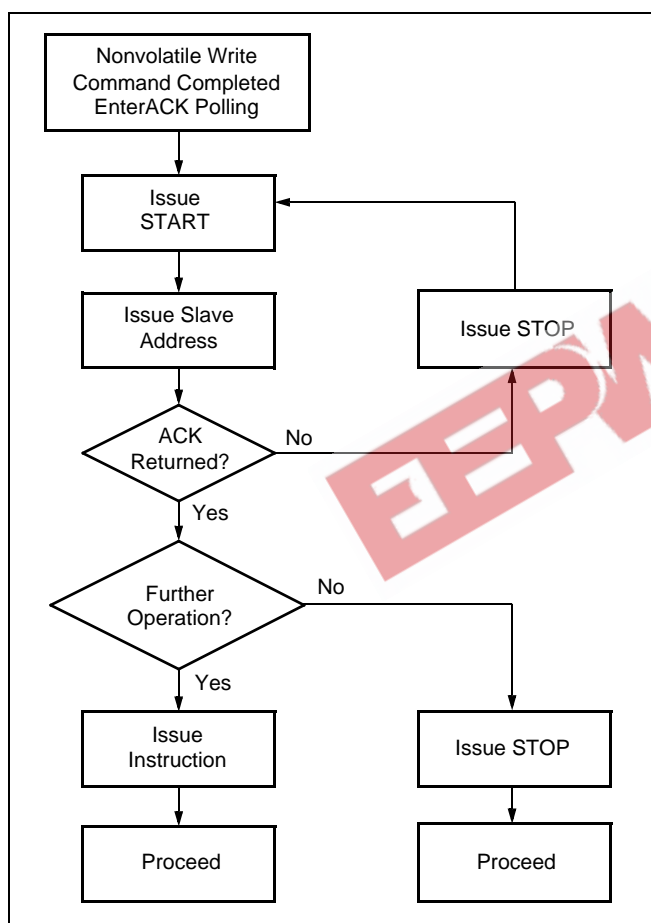 Nonvolatile Write
Command Completed
EnterACK Polling
Issue
START
Issue Slave
Address
Issue STOP
ACK
Returned?
No
Yes
Further
Operation?
No
Yes
Issue
Instruction
Issue STOP
Proceed
Proceed
EEPW